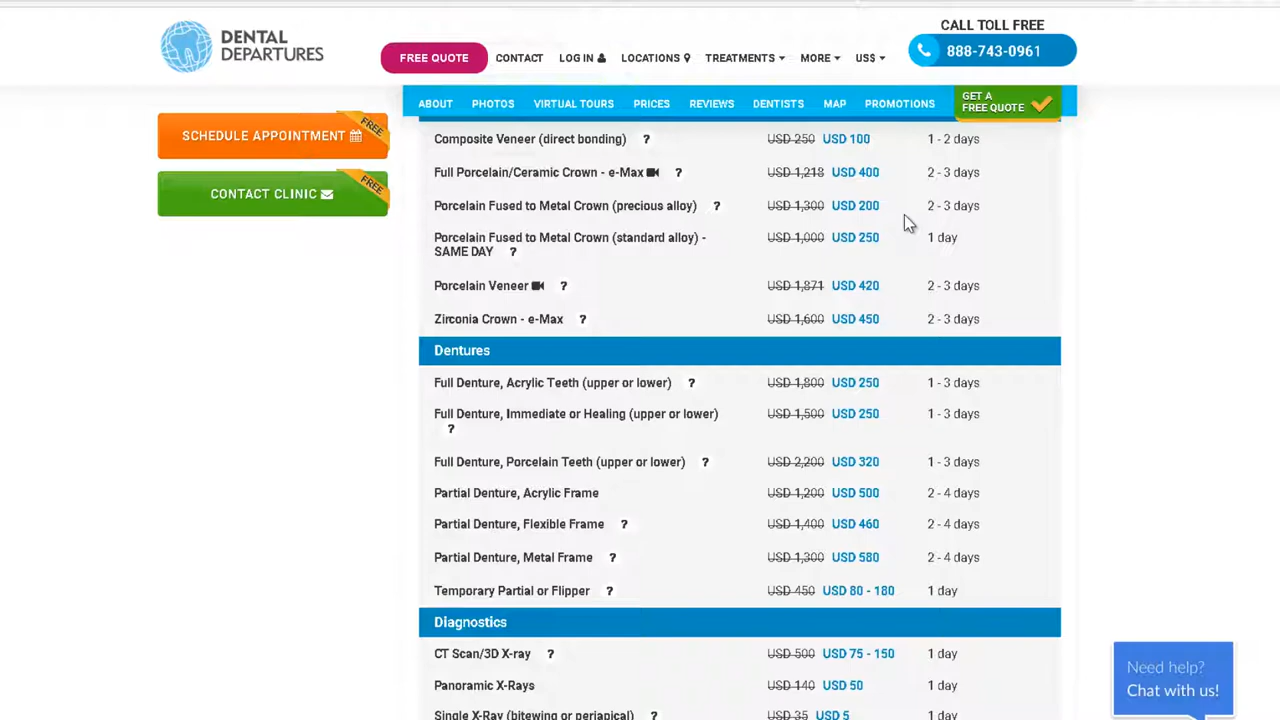 DENTAL
DEPARTURES
FREE QUOTE
CONTACT
LOG IN
LOCATIONS
TREATMENTS
MORE
US$
CALL TOLL FREE
888-743-0961
ABOUT
PHOTOS
VIRTUAL TOURS
PRICES
REVIEWS
DENTISTS
MAP
PROMOTIONS
GET A
FREE QUOTE
SCHEDULE APPOINTMENT
FREE
CONTACT CLINIC
FREE
Composite Veneer (direct bonding) ? USD 250 USD 100 1 - 2 days
Full Porcelain/Ceramic Crown - e-Max ? USD 1,218 USD 400 2 - 3 days
Porcelain Fused to Metal Crown (precious alloy) ? USD 1,300 USD 200 2 - 3 days
Porcelain Fused to Metal Crown (standard alloy) - USD 1,000 USD 250 1 day
SAME DAY ?
Porcelain Veneer ? USD 1,871 USD 420 2 - 3 days
Zirconia Crown - e-Max ? USD 1,600 USD 450 2 - 3 days
Dentures
Full Denture, Acrylic Teeth (upper or lower) ? USD 1,800 USD 250 1 - 3 days
Full Denture, Immediate or Healing (upper or lower) USD 1,500 USD 250 1 - 3 days
?
Full Denture, Porcelain Teeth (upper or lower) ? USD 2,200 USD 320 1 - 3 days
Partial Denture, Acrylic Frame USD 1,200 USD 500 2 - 4 days
Partial Denture, Flexible Frame ? USD 1,400 USD 460 2 - 4 days
Partial Denture, Metal Frame ? USD 1,300 USD 580 2 - 4 days
Temporary Partial or Flipper ? USD 450 USD 80 - 180 1 day
Diagnostics
CT Scan/3D X-ray ? USD 500 USD 75 - 150 1 day
Panoramic X-Rays USD 140 USD 50 1 day
Single X-Ray (bitewing or periapical) ? USD 35 USD 5 1 day
Need help?
Chat with us!